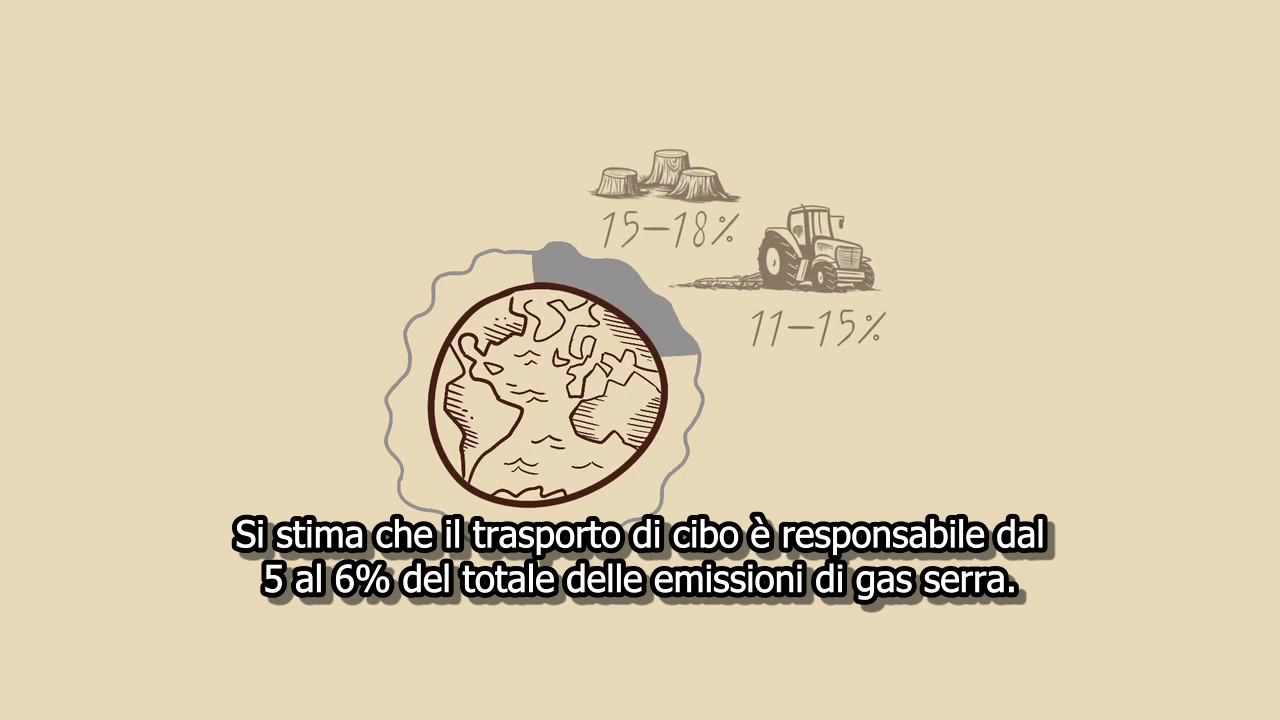 15–18%
11–15%
Si stima che il trasporto di cibo è responsabile dal
5 al 6% del totale delle emissioni di gas serra.